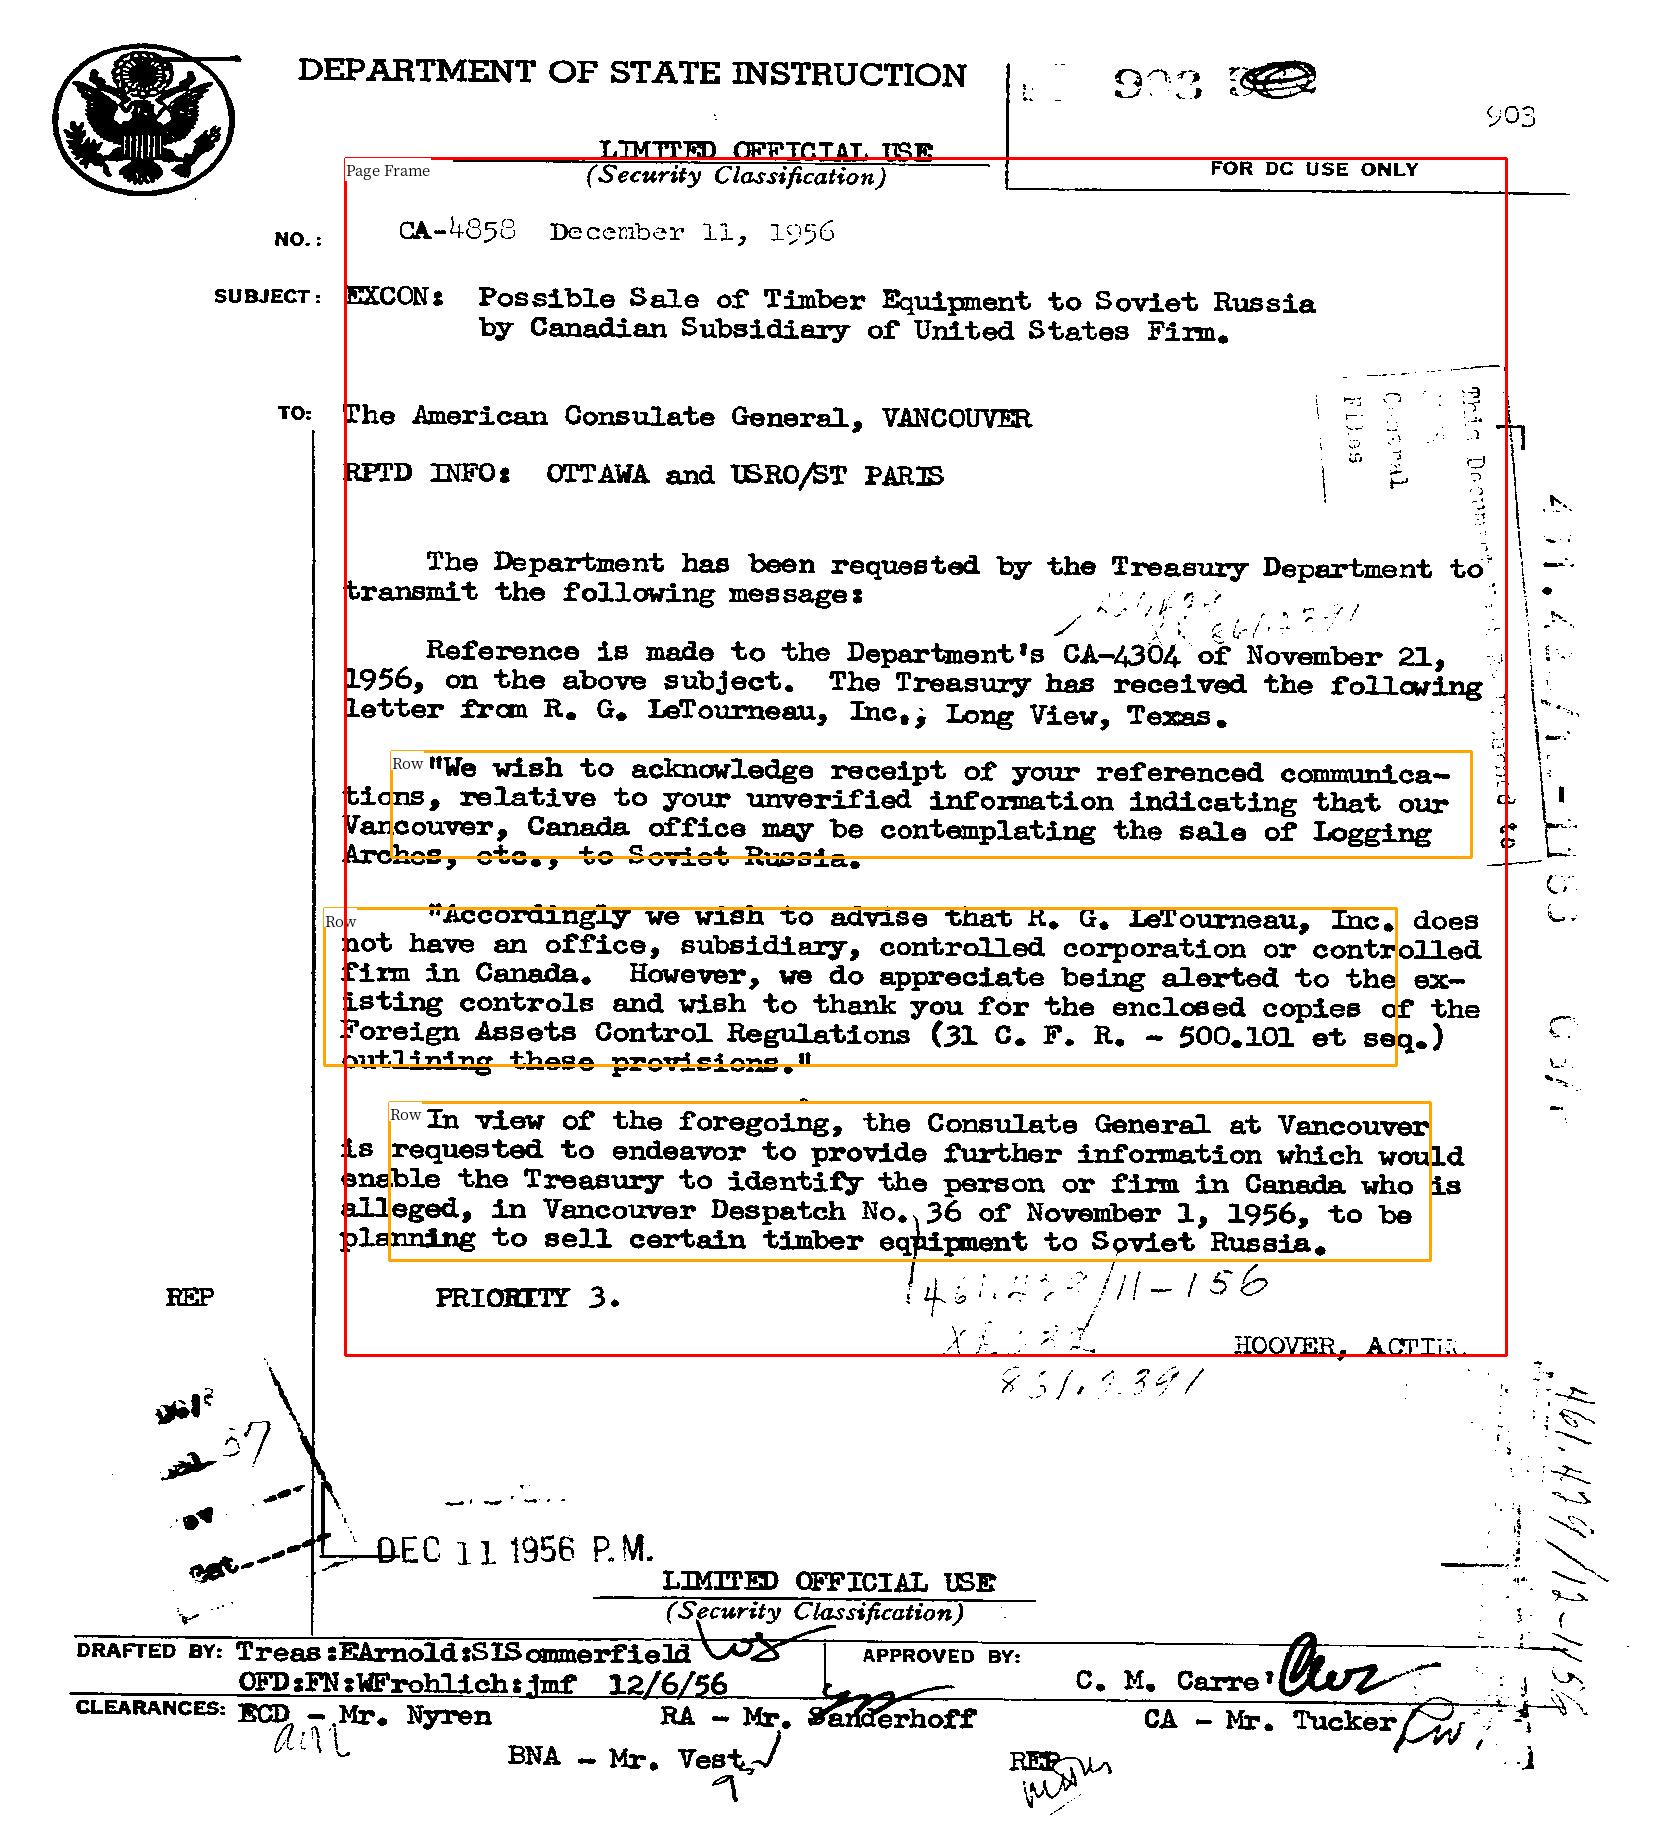 DEPARTMENT OF STATE INSTRUCTION
903
903
LIMITED OFFICIAL USE
(Security Classification)
FOR DC USE ONLY
Page Frame
NO.: CA-4858 December 11, 1956
SUBJECT: EXCON: Possible Sale of Timber Equipment to Soviet Russia
by Canadian Subsidiary of United States Firm.
TO: The American Consulate General, VANCOUVER
RPTD INFO: OTTAWA and USRO/ST PARIS
The Department has been requested by the Treasury Department to
transmit the following message:
Reference is made to the Department's CA-4304 of November 21,
1956, on the above subject. The Treasury has received the following
letter from R. G. LeTourneau, Inc., Long View, Texas.
Row
"We wish to acknowledge receipt of your referenced communica-
tions, relative to your unverified information indicating that our
Vancouver, Canada office may be contemplating the sale of Logging
Arches, etc., to Soviet Russia.
Row
"Accordingly we wish to advise that R. G. LeTourneau, Inc. does
not have an office, subsidiary, controlled corporation or controlled
firm in Canada. However, we do appreciate being alerted to the ex-
isting controls and wish to thank you for the enclosed copies of the
Foreign Assets Control Regulations (31 C. F. R. - 500.101 et seq.)
outlining these provisions."
Row
In view of the foregoing, the Consulate General at Vancouver
is requested to endeavor to provide further information which would
enable the Treasury to identify the person or firm in Canada who is
alleged, in Vancouver Despatch No. 36 of November 1, 1956, to be
planning to sell certain timber equipment to Soviet Russia.
REP PRIORITY 3.
/11-156
HOOVER, ACTING
831.2391
37
DEC 11 1956 P.M.
LIMITED OFFICIAL USE
(Security Classification)
DRAFTED BY: Treas:EArnold:SISommerfield
OFD:FN:WFrohlich:jmf 12/6/56
APPROVED BY:
C. M. Carre'
CLEARANCES: ECD - Mr. Nyren RA - Mr. Sanderhoff CA - Mr. Tucker
BNA - Mr. Vest REP
General
Files